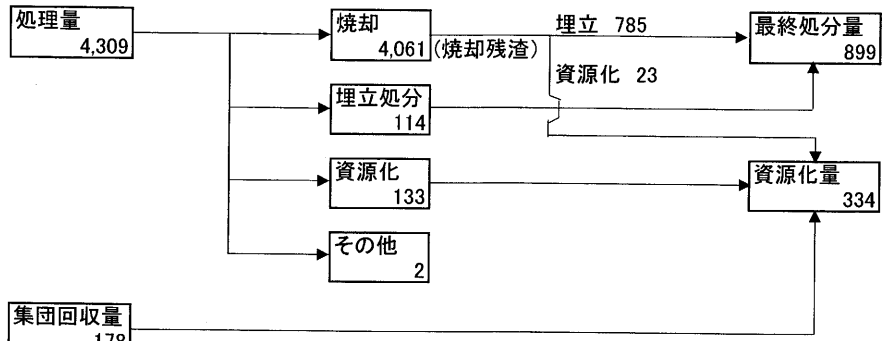 処理量
4,309
焼却
4,061
(焼却残渣)
埋立 785
資源化 23
最終処分量
899
埋立処分
114
資源化
133
資源化量
334
その他
2
集団回収量
178